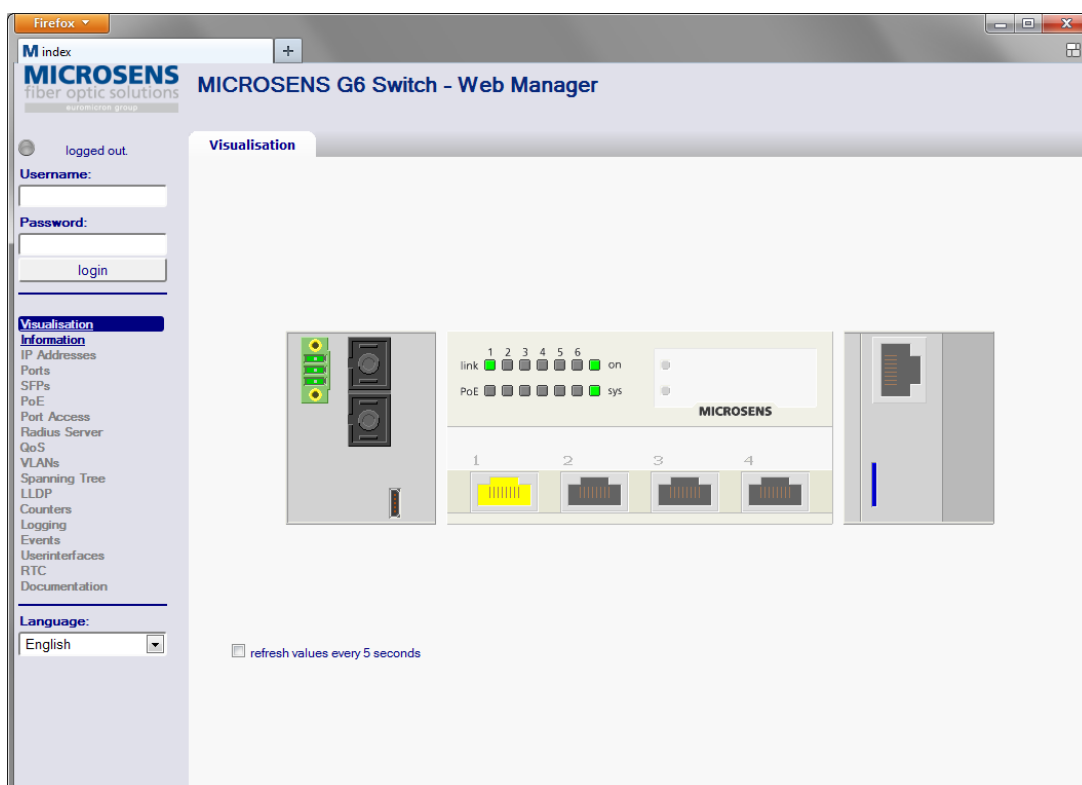 Firefox
M index
+
MICROSENS
fiber optic solutions
euromicron group
MICROSENS G6 Switch - Web Manager
logged out.
Visualisation
Username:
Password:
login
Visualisation
Information
IP Addresses
Ports
SFPs
PoE
Port Access
Radius Server
QoS
VLANs
Spanning Tree
LLDP
Counters
Logging
Events
Userinterfaces
RTC
Documentation
Language:
English
1 2 3 4 5 6
link on
PoE sys
MICROSENS
1 2 3 4
refresh values every 5 seconds